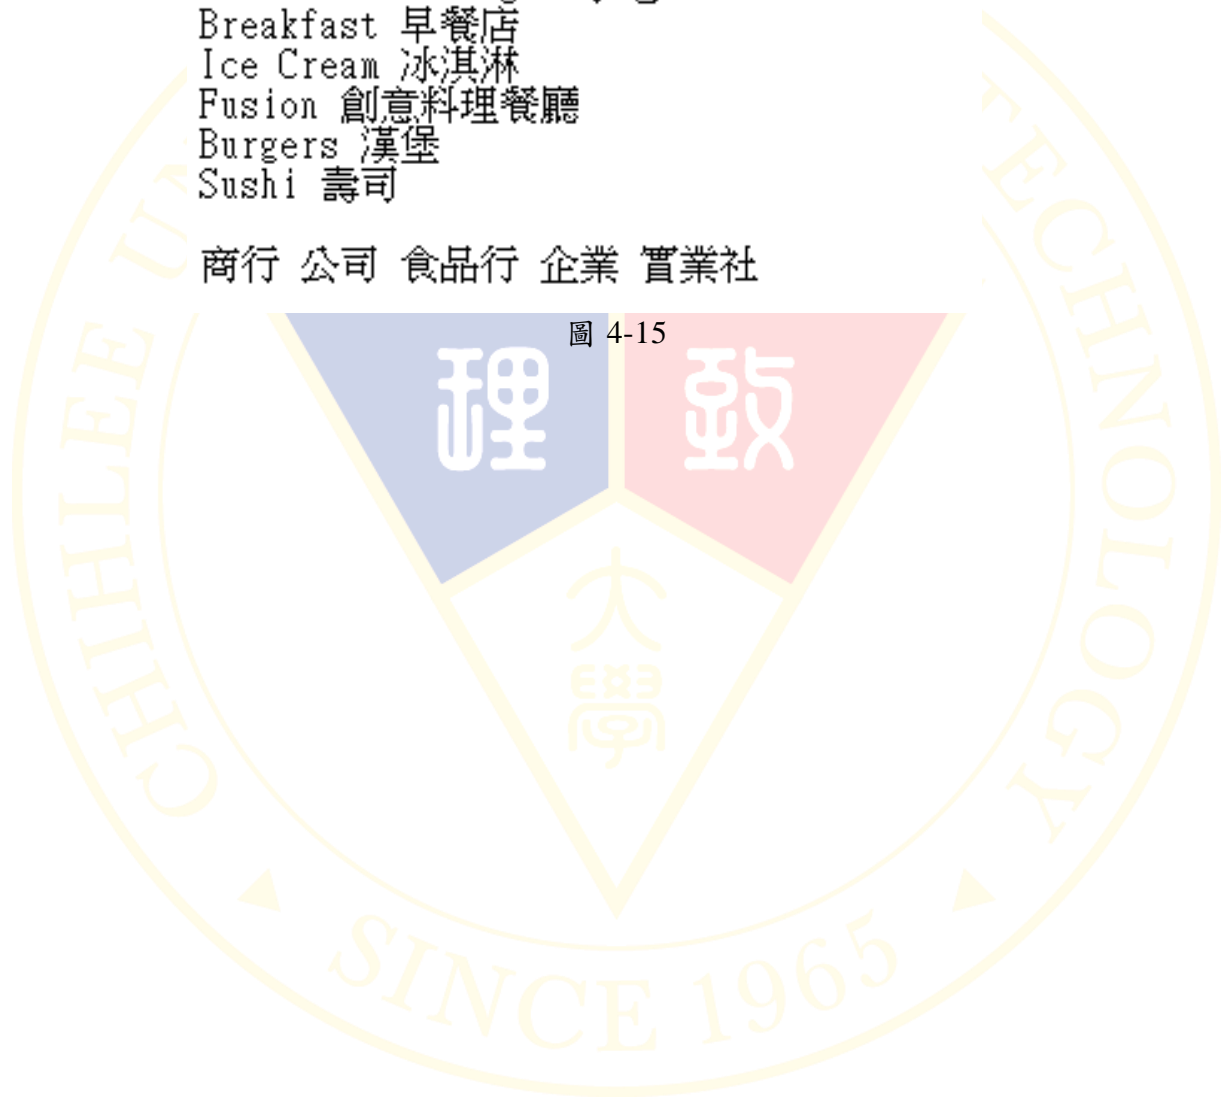 Breakfast 早餐店
Ice Cream 冰淇淋
Fusion 創意料理餐廳
Burgers 漢堡
Sushi 壽司
商行 公司 食品行 企業 實業社
圖 4-15
理 致
大
學
CHIHLEE UN
TECHNOLOGY
SINCE 1965